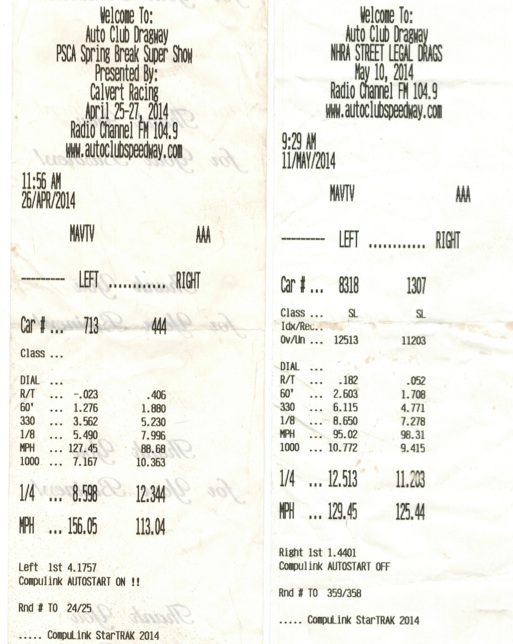 Welcome To:
Auto Club Dragway
PSCA Spring Break Super Show
Presented By:
Calvert Racing
April 25-27, 2014
Radio Channel FM 104.9
www.autoclubspeedway.com
11:56 AM
26/APR/2014
MAVTV AAA
--------- LEFT ............ RIGHT
Car # ... 713 444
Class ...
DIAL ...
R/T ... -.023 .406
60' ... 1.276 1.880
330 ... 3.562 5.230
1/8 ... 5.490 7.996
MPH ... 127.45 88.68
1000 ... 7.167 10.363
1/4 ... 8.598 12.344
MPH ... 156.05 113.04
Left 1st 4.1757
Compulink AUTOSTART ON !!
Rnd # TO 24/25
..... CompuLink StarTRAK 2014
Welcome To:
Auto Club Dragway
NHRA STREET LEGAL DRAGS
May 10, 2014
Radio Channel FM 104.9
www.autoclubspeedway.com
9:29 AM
11/MAY/2014
MAVTV AAA
--------- LEFT ............ RIGHT
Car # ... 8318 1307
Class ... SL SL
Idx/Rec..
Ov/Un ... 12513 11203
DIAL ...
R/T ... .182 .052
60' ... 2.603 1.708
330 ... 6.115 4.771
1/8 ... 8.650 7.278
MPH ... 95.02 98.31
1000 ... 10.772 9.415
1/4 ... 12.513 11.203
MPH ... 129.45 125.44
Right 1st 1.4401
Compulink AUTOSTART OFF
Rnd # TO 359/358
..... CompuLink StarTRAK 2014